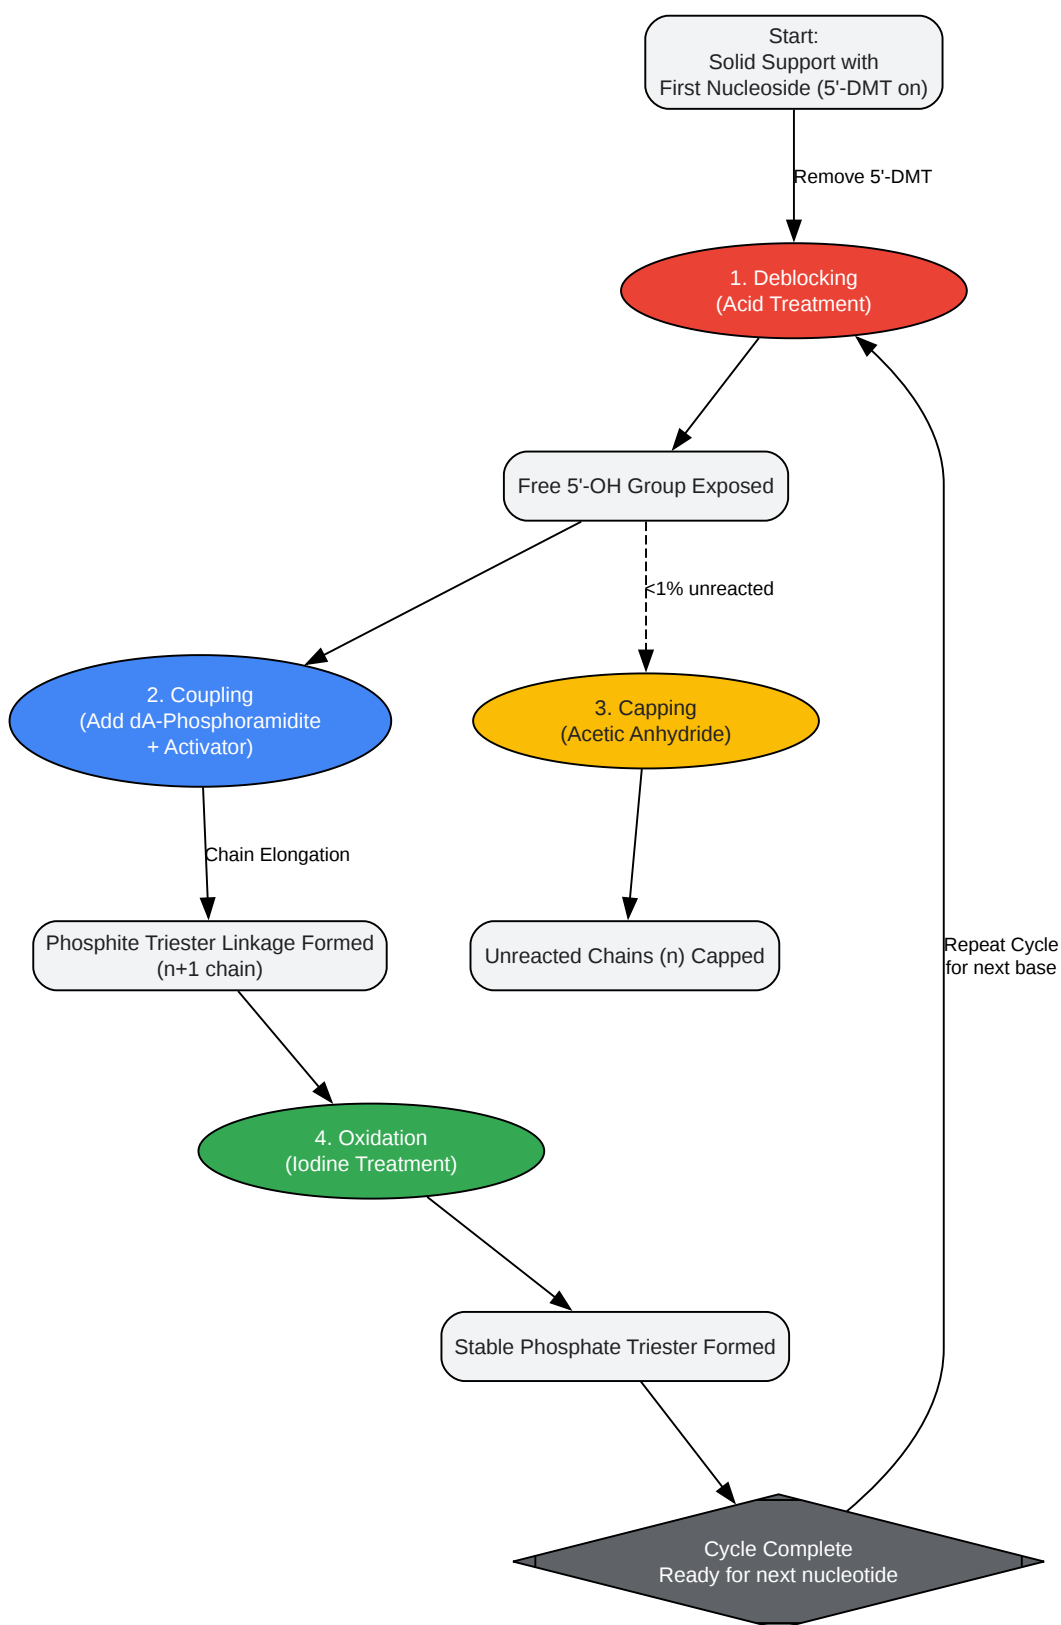 Start:
Solid Support with
First Nucleoside (5'-DMT on)
Remove 5'-DMT
1. Deblocking
(Acid Treatment)
Free 5'-OH Group Exposed
<1% unreacted
2. Coupling
(Add dA-Phosphoramidite
+ Activator)
3. Capping
(Acetic Anhydride)
Chain Elongation
Phosphite Triester Linkage Formed
(n+1 chain)
Unreacted Chains (n) Capped
Repeat Cycle
for next base
4. Oxidation
(Iodine Treatment)
Stable Phosphate Triester Formed
Cycle Complete
Ready for next nucleotide